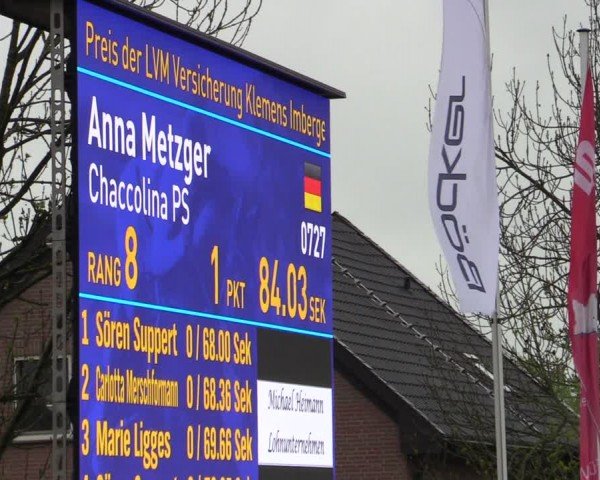 Preis der LVM Versicherung Klemens Imberge
Anna Metzger
Chaccolina PS
0727
RANG 8 1 PKT 84.03 SEK
1 Sören Suppert 0 / 68.00 Sek
2 Carlotta Merschformann 0 / 68.36 Sek
3 Marie Ligges 0 / 69.66 Sek
Michael Heimann
Lohnunternehmen
Böckel